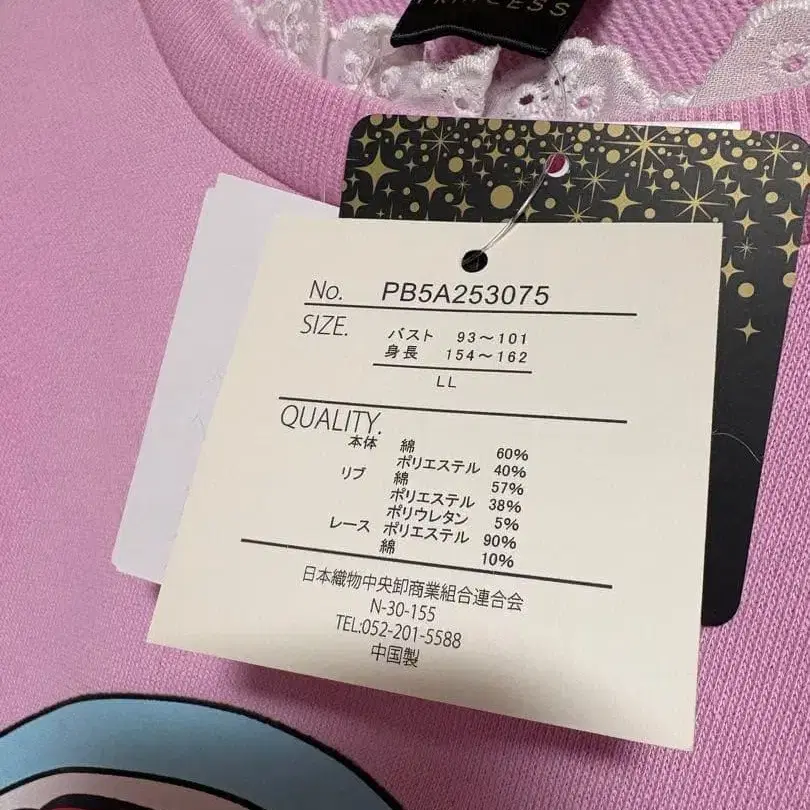 PRINCESS
No. PB5A253075
SIZE. バスト 93～101
身長 154～162
LL
QUALITY.
本体 綿 60%
ポリエステル 40%
リブ 綿 57%
ポリエステル 38%
ポリウレタン 5%
レース ポリエステル 90%
綿 10%
日本織物中央卸商業組合連合会
N-30-155
TEL:052-201-5588
中国製